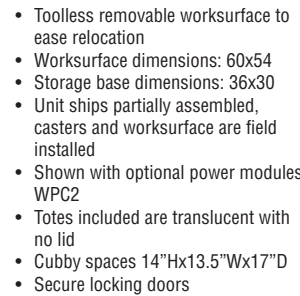 • Toolless removable worksurface to
ease relocation
• Worksurface dimensions: 60x54
• Storage base dimensions: 36x30
• Unit ships partially assembled,
casters and worksurface are field
installed
• Shown with optional power modules
WPC2
• Totes included are translucent with
no lid
• Cubby spaces 14”Hx13.5”Wx17”D
• Secure locking doors